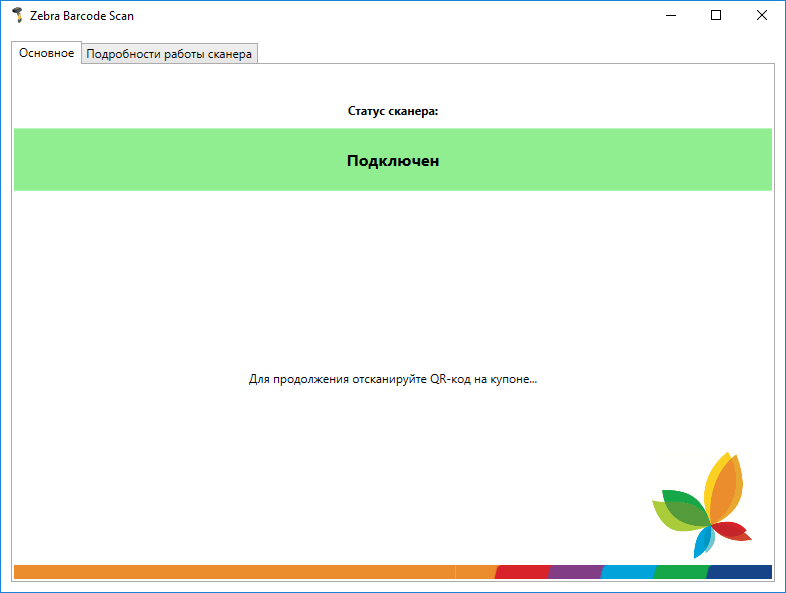 Zebra Barcode Scan
Основное
Подробности работы сканера
Статус сканера:
Подключен
Для продолжения отсканируйте QR-код на купоне...